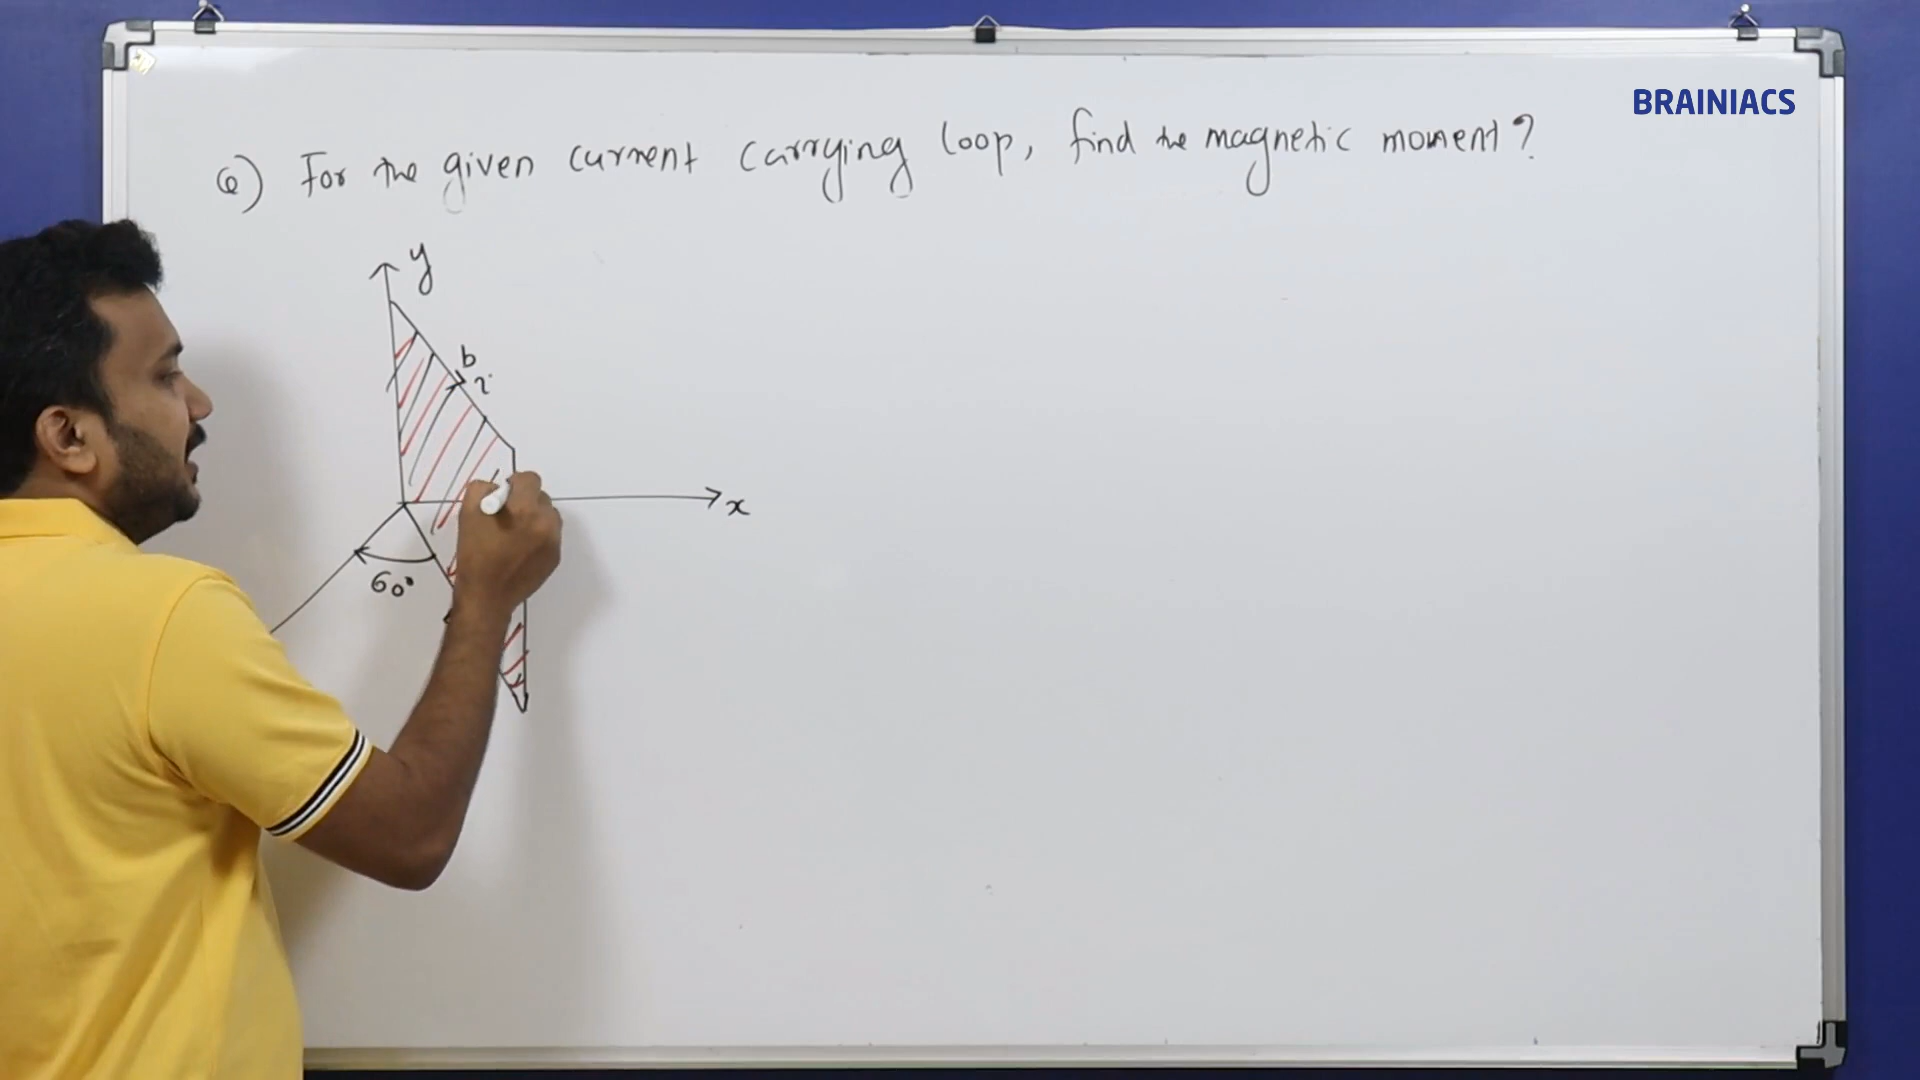 BRAINIACS
Q) For the given current carrying loop, find the magnetic moment?
y
b
i
x
60°